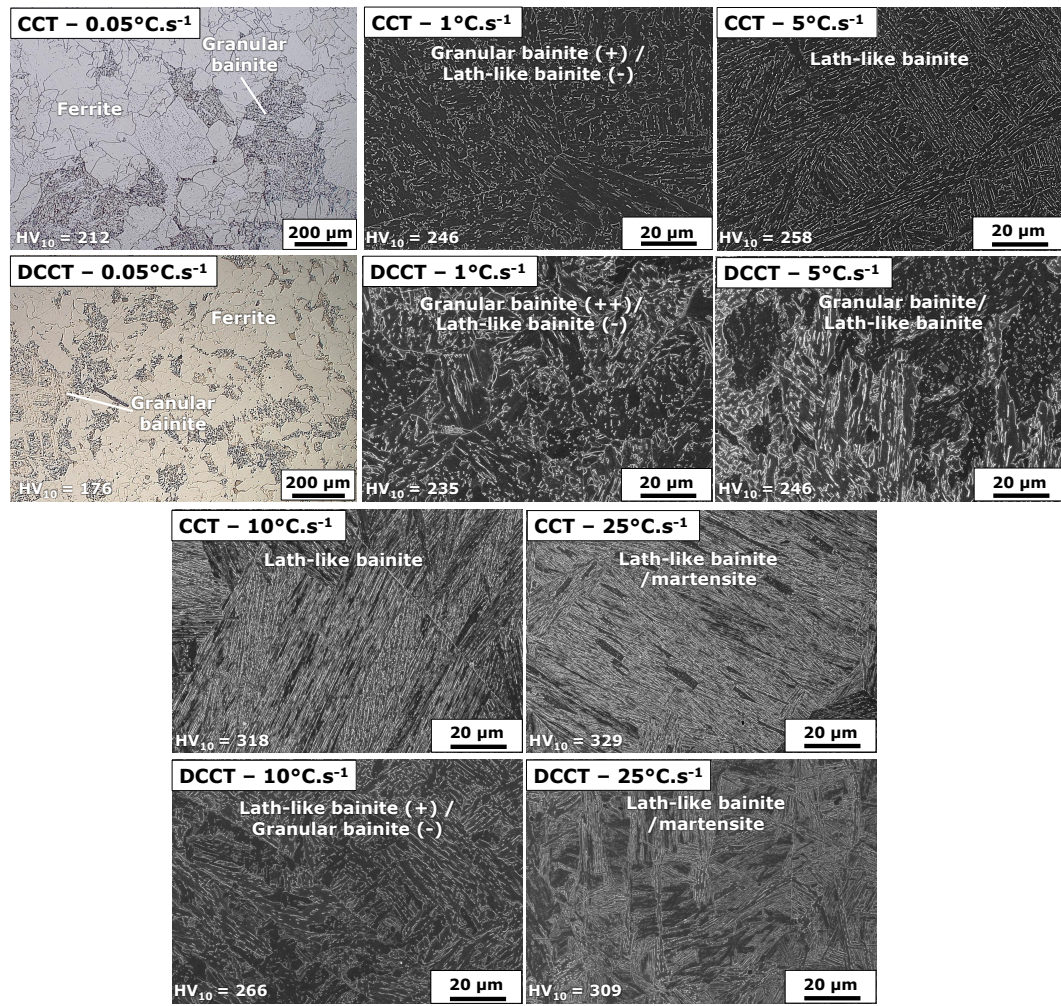 CCT – 0.05°C.s⁻¹
Granular
bainite
Ferrite
HV₁₀ = 212
200 µm
CCT – 1°C.s⁻¹
Granular bainite (+) /
Lath-like bainite (-)
HV₁₀ = 246
20 µm
CCT – 5°C.s⁻¹
Lath-like bainite
HV₁₀ = 258
20 µm
DCCT – 0.05°C.s⁻¹
Ferrite
Granular
bainite
HV₁₀ = 176
200 µm
DCCT – 1°C.s⁻¹
Granular bainite (++)/
Lath-like bainite (-)
HV₁₀ = 235
20 µm
DCCT – 5°C.s⁻¹
Granular bainite/
Lath-like bainite
HV₁₀ = 246
20 µm
CCT – 10°C.s⁻¹
Lath-like bainite
HV₁₀ = 318
20 µm
CCT – 25°C.s⁻¹
Lath-like bainite
/martensite
HV₁₀ = 329
20 µm
DCCT – 10°C.s⁻¹
Lath-like bainite (+) /
Granular bainite (-)
HV₁₀ = 266
20 µm
DCCT – 25°C.s⁻¹
Lath-like bainite
/martensite
HV₁₀ = 309
20 µm